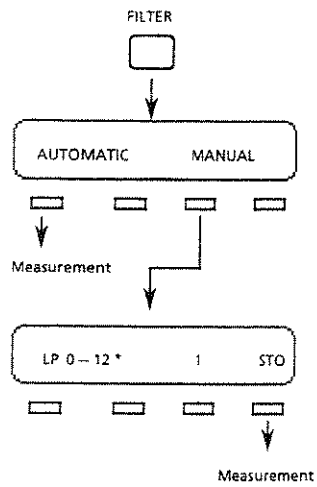 FILTER
AUTOMATIC MANUAL
Measurement
LP 0 – 12 * 1 STO
Measurement